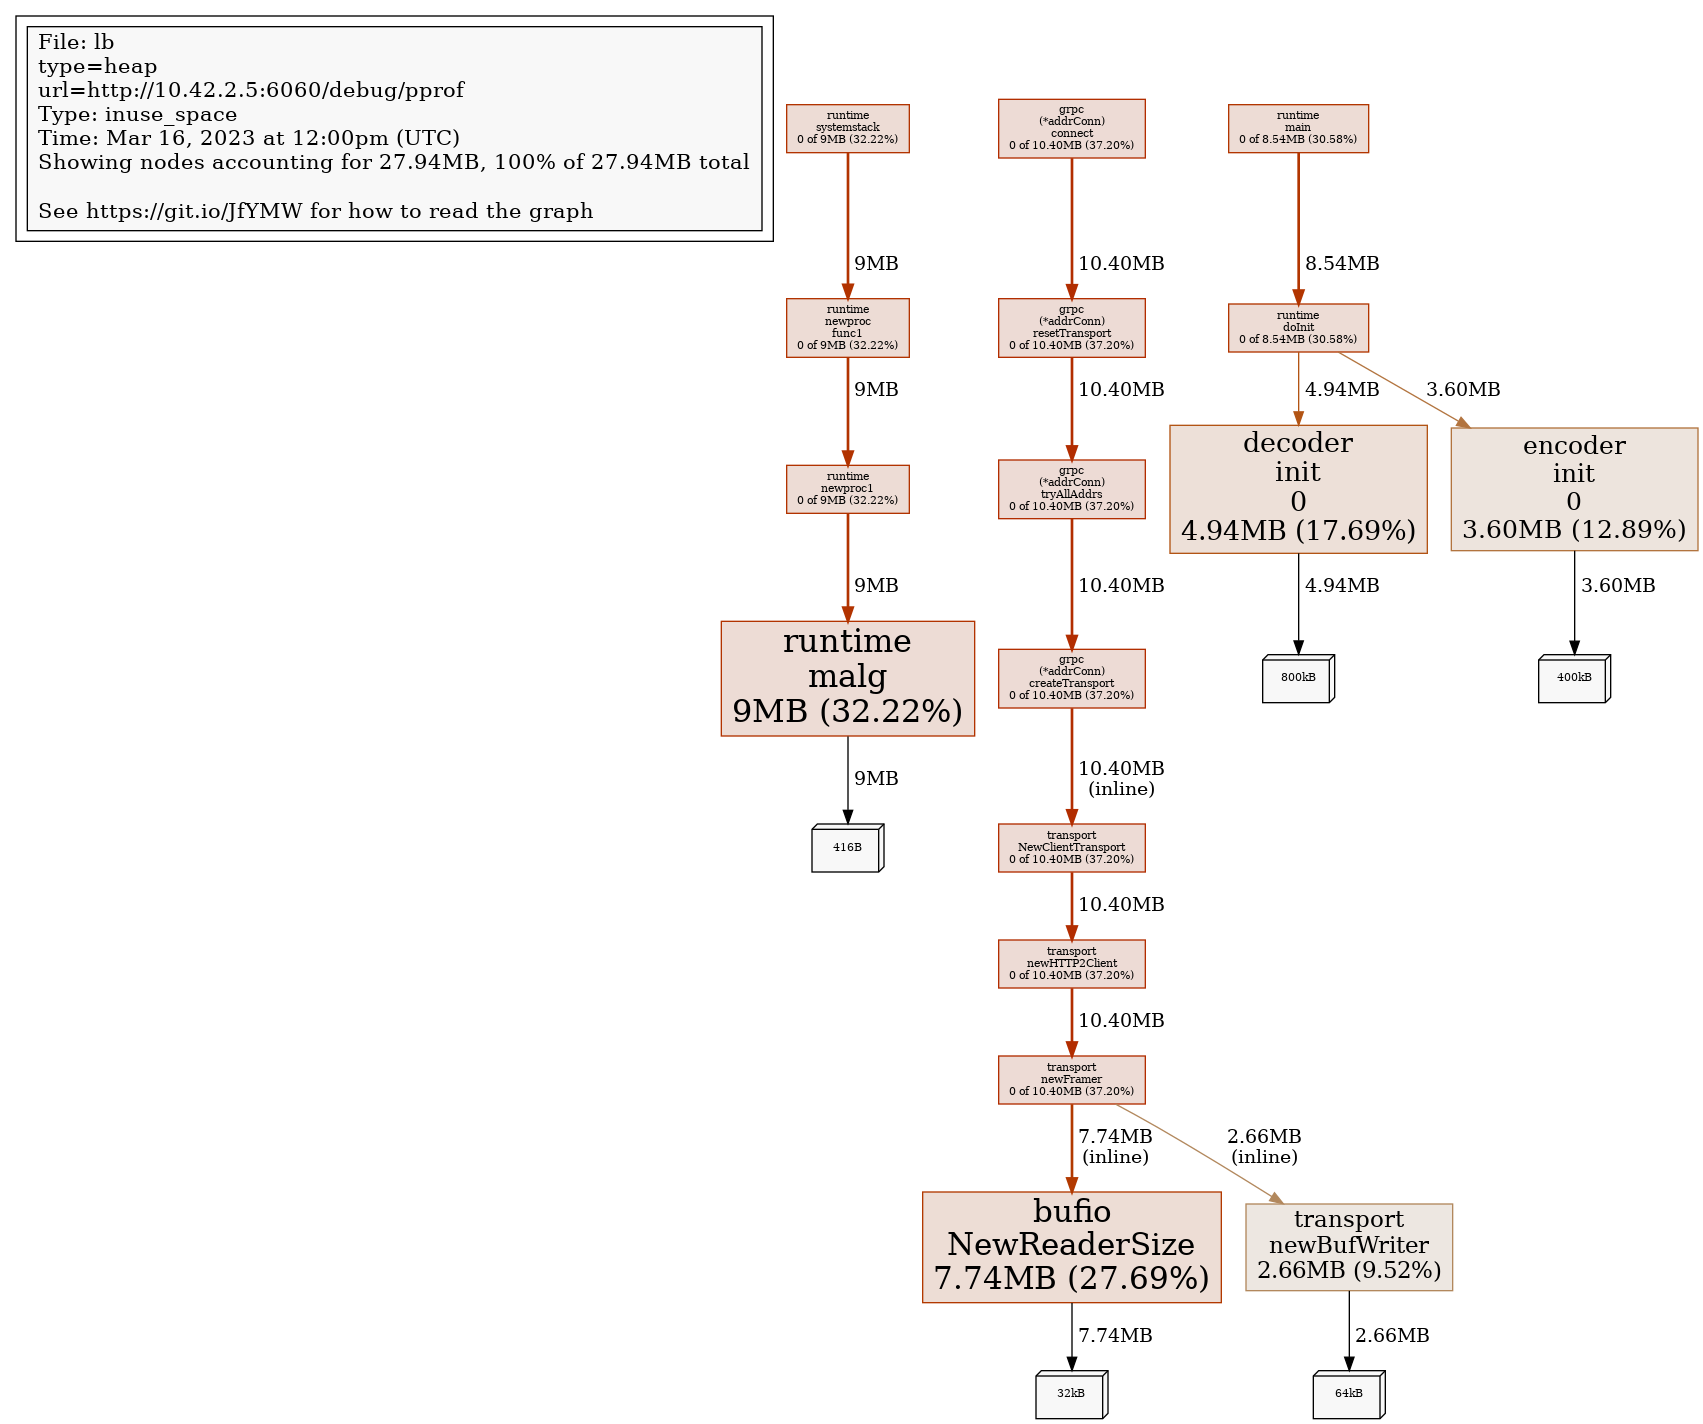 File: lb
type=heap
url=http://10.42.2.5:6060/debug/pprof
Type: inuse_space
Time: Mar 16, 2023 at 12:00pm (UTC)
Showing nodes accounting for 27.94MB, 100% of 27.94MB total
See https://git.io/JfYMW for how to read the graph
runtime
systemstack
0 of 9MB (32.22%)
9MB
runtime
newproc
func1
0 of 9MB (32.22%)
9MB
runtime
newproc1
0 of 9MB (32.22%)
9MB
runtime
malg
9MB (32.22%)
9MB
416B
grpc
(*addrConn)
connect
0 of 10.40MB (37.20%)
10.40MB
grpc
(*addrConn)
resetTransport
0 of 10.40MB (37.20%)
10.40MB
grpc
(*addrConn)
tryAllAddrs
0 of 10.40MB (37.20%)
10.40MB
grpc
(*addrConn)
createTransport
0 of 10.40MB (37.20%)
10.40MB
(inline)
transport
NewClientTransport
0 of 10.40MB (37.20%)
10.40MB
transport
newHTTP2Client
0 of 10.40MB (37.20%)
10.40MB
transport
newFramer
0 of 10.40MB (37.20%)
7.74MB
(inline)
2.66MB
(inline)
bufio
NewReaderSize
7.74MB (27.69%)
7.74MB
32kB
transport
newBufWriter
2.66MB (9.52%)
2.66MB
64kB
runtime
main
0 of 8.54MB (30.58%)
8.54MB
runtime
doInit
0 of 8.54MB (30.58%)
4.94MB
3.60MB
decoder
init
0
4.94MB (17.69%)
4.94MB
800kB
encoder
init
0
3.60MB (12.89%)
3.60MB
400kB